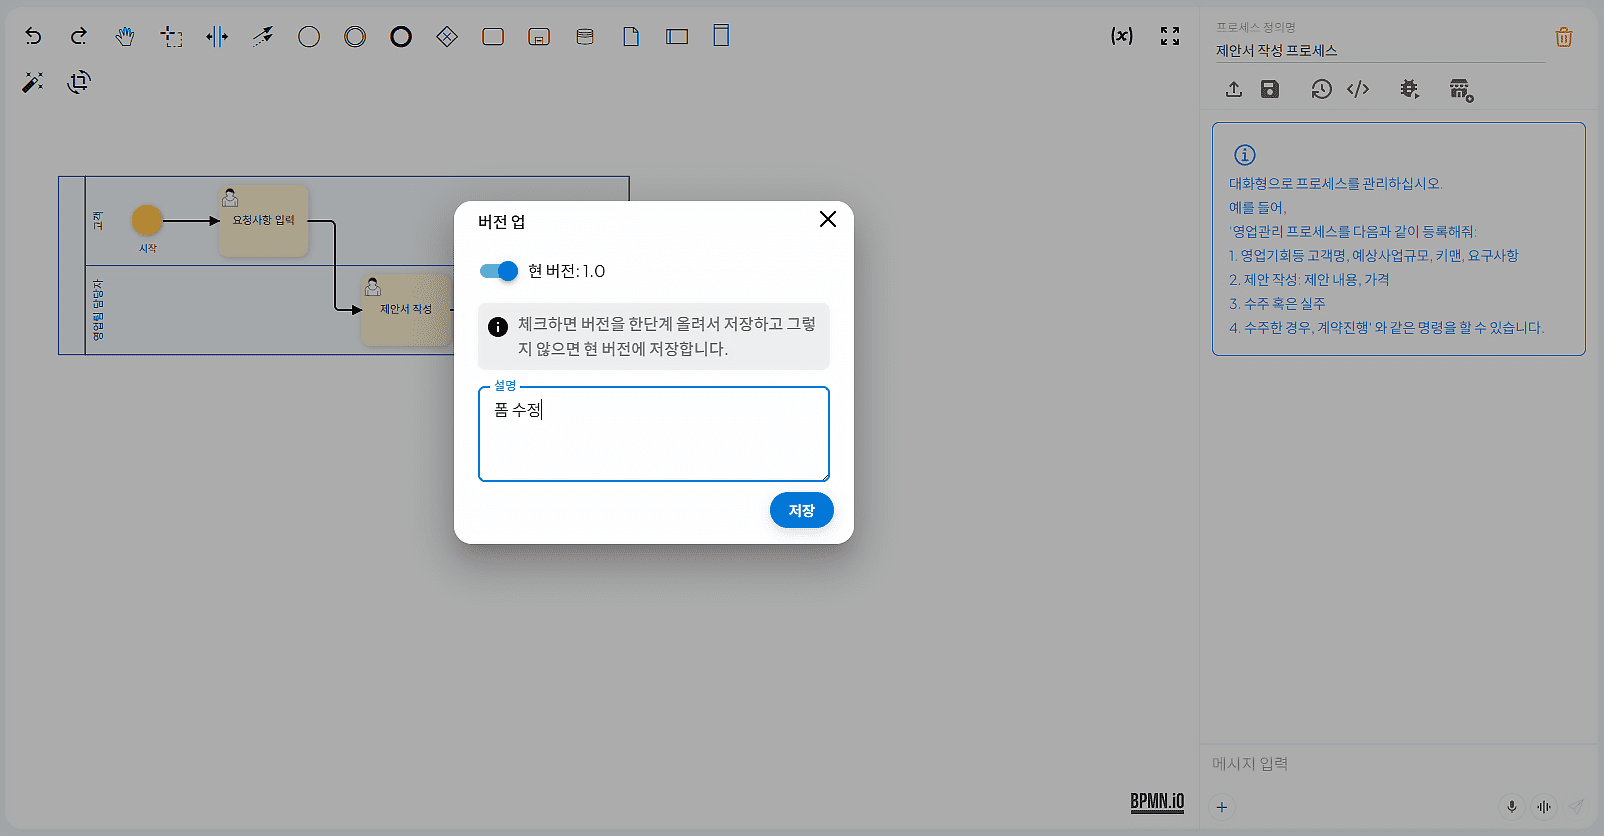 (x)
프로세스 정의명
제안서 작성 프로세스
고객
시작
요청사항 입력
영업팀 담당자
제안서 작성
버전 업
현 버전: 1.0
체크하면 버전을 한단계 올려서 저장하고 그렇
지 않으면 현 버전에 저장합니다.
설명
폼 수정
저장
대화형으로 프로세스를 관리하십시오.
예를 들어,
'영업관리 프로세스를 다음과 같이 등록해줘:
1. 영업기회등 고객명, 예상사업규모, 키맨, 요구사항
2. 제안 작성: 제안 내용, 가격
3. 수주 혹은 실주
4. 수주한 경우, 계약진행' 와 같은 명령을 할 수 있습니다.
메시지 입력
BPMN.iO